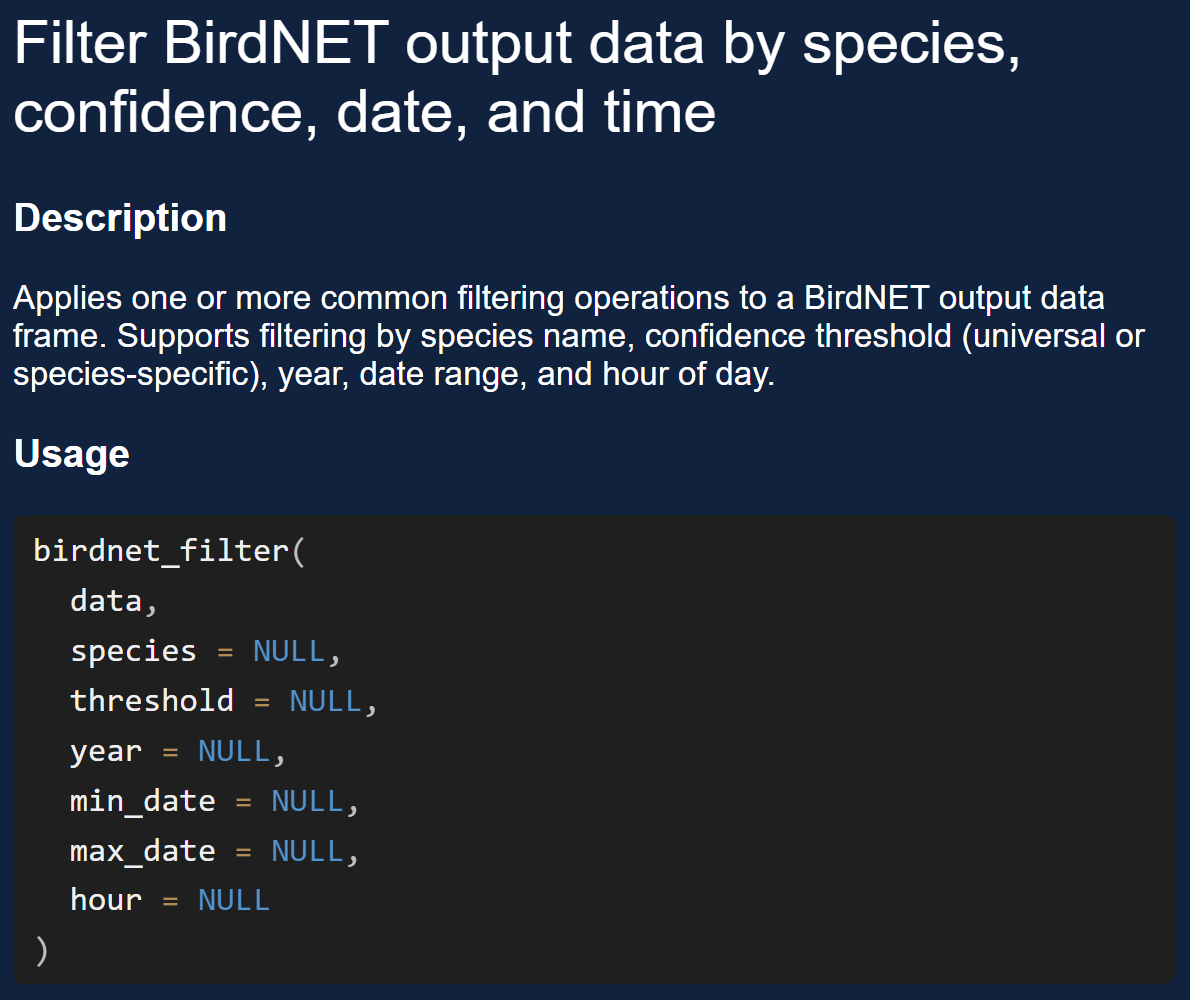 Filter BirdNET output data by species,
confidence, date, and time
Description
Applies one or more common filtering operations to a BirdNET output data
frame. Supports filtering by species name, confidence threshold (universal or
species-specific), year, date range, and hour of day.
Usage
birdnet_filter(
  data,
  species = NULL,
  threshold = NULL,
  year = NULL,
  min_date = NULL,
  max_date = NULL,
  hour = NULL
)